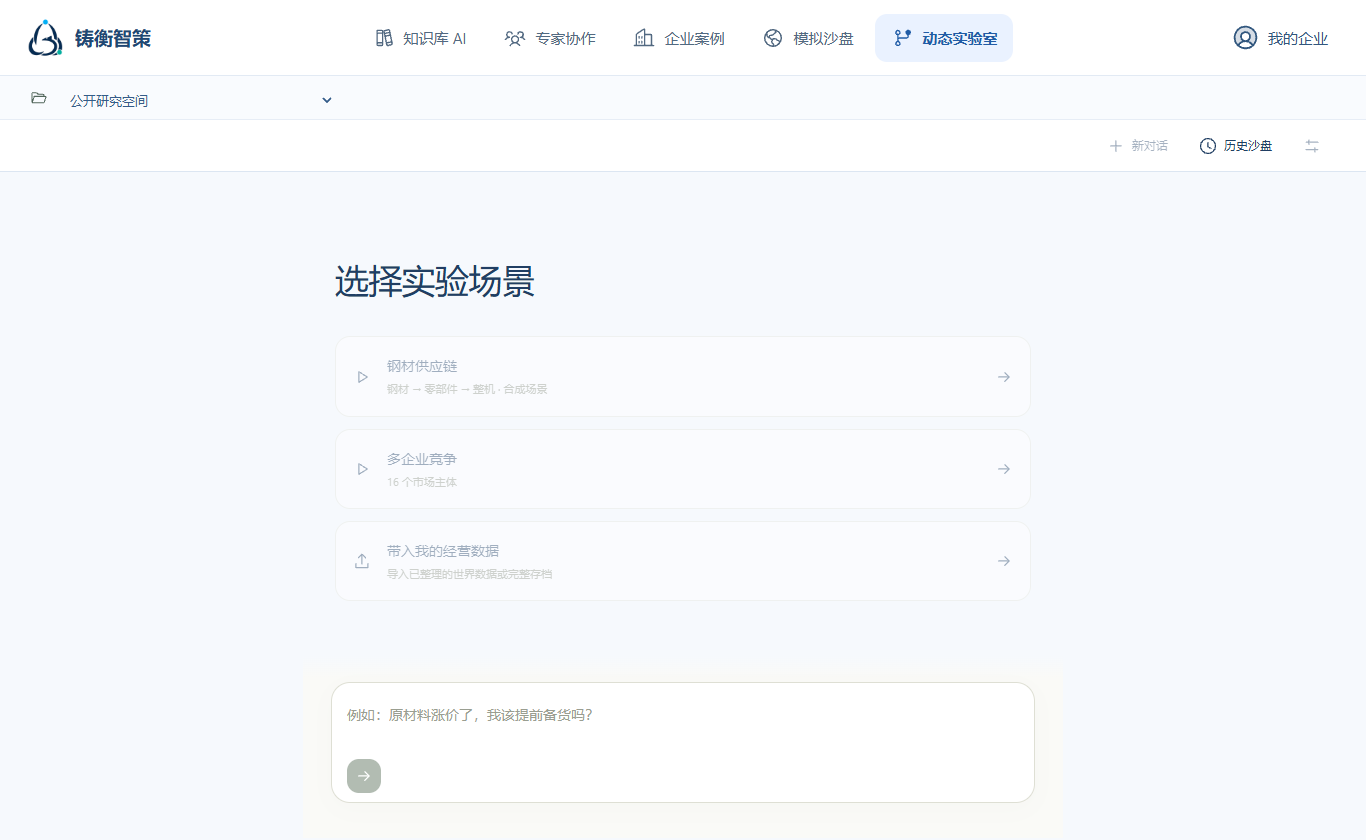 铸衡智策
知识库 AI
专家协作
企业案例
模拟沙盘
动态实验室
我的企业
公开研究空间
新对话
历史沙盘
选择实验场景
钢材供应链
钢材 → 零部件 → 整机 · 合成场景
多企业竞争
16 个市场主体
带入我的经营数据
导入已整理的世界数据或完整存档
例如：原材料涨价了，我该提前备货吗？